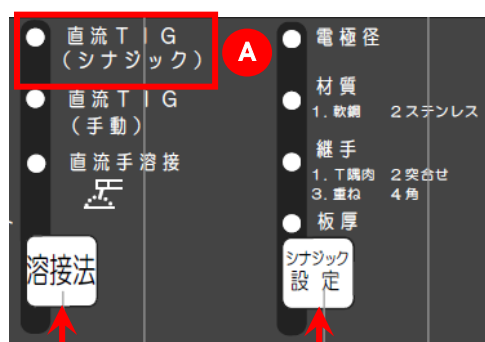 直流TIG
(シナジック)
A
直流TIG
(手動)
直流手溶接
溶接法
電極径
材質
1. 軟鋼 2ステンレス
継手
1. T隅肉 2突合せ
3. 重ね 4角
板厚
シナジック
設定